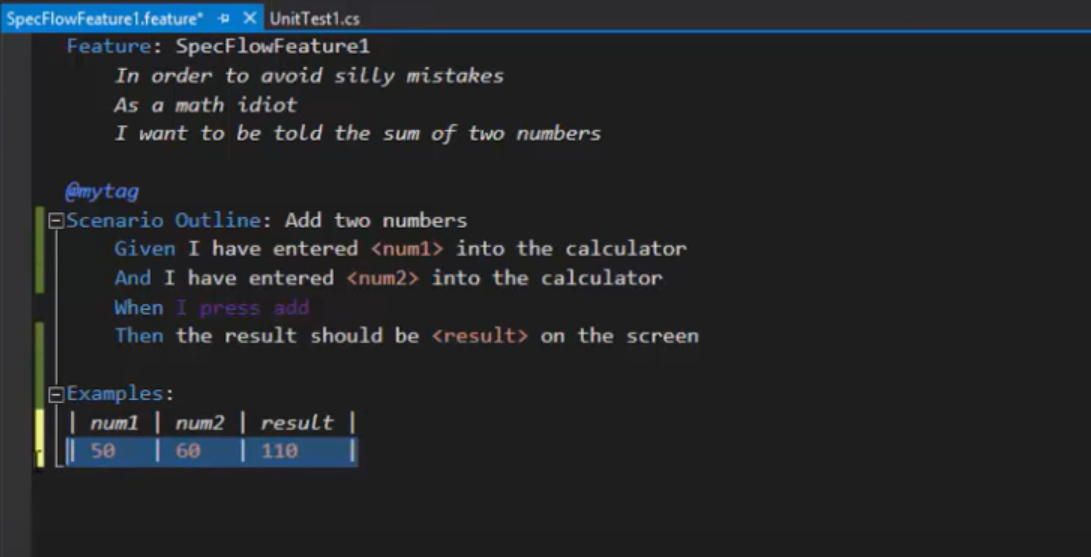 SpecFlowFeature1.feature* UnitTest1.cs
Feature: SpecFlowFeature1
In order to avoid silly mistakes
As a math idiot
I want to be told the sum of two numbers
@mytag
Scenario Outline: Add two numbers
Given I have entered <num1> into the calculator
And I have entered <num2> into the calculator
When I press add
Then the result should be <result> on the screen
Examples:
| num1 | num2 | result |
| 50 | 60 | 110 |